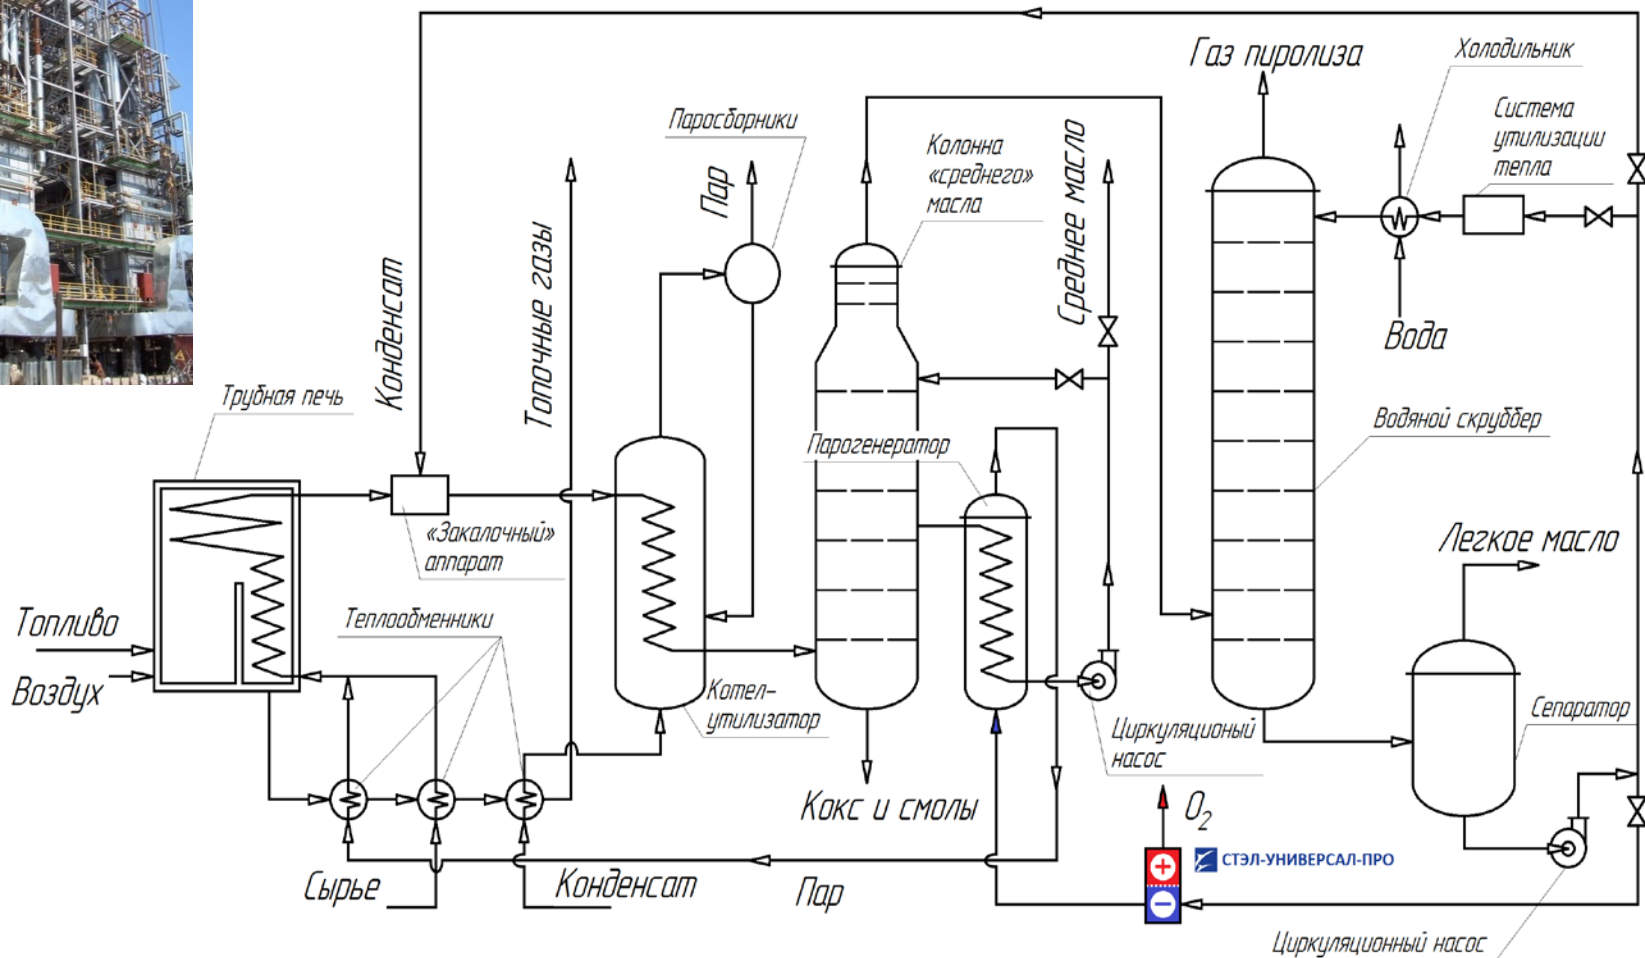 Газ пиролиза
Холодильник
Система
утилизации
тепла
Паросборники
Колонна
«среднего»
масла
Пар
Среднее масло
Топочные газы
Конденсат
Вода
Трубная печь
Водяной скруббер
Парогенератор
«Закалочный»
аппарат
Легкое масло
Топливо
Воздух
Теплообменники
Котел-
утилизатор
Циркуляционый
насос
Сепаратор
Кокс и смолы
O2
СТЭЛ-УНИВЕРСАЛ-ПРО
Сырье
Конденсат
Пар
Циркуляционный насос